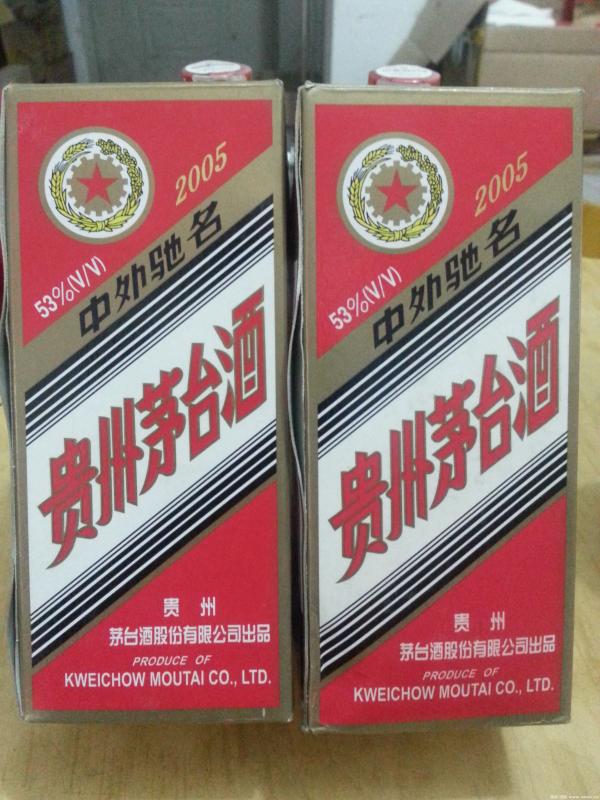 2005
53%(V/V)
中外驰名
贵州茅台酒
贵 州
茅台酒股份有限公司出品
PRODUCE OF
KWEICHOW MOUTAI CO., LTD.
2005
53%(V/V)
中外驰名
贵州茅台酒
贵 州
茅台酒股份有限公司出品
PRODUCE OF
KWEICHOW MOUTAI CO., LTD.